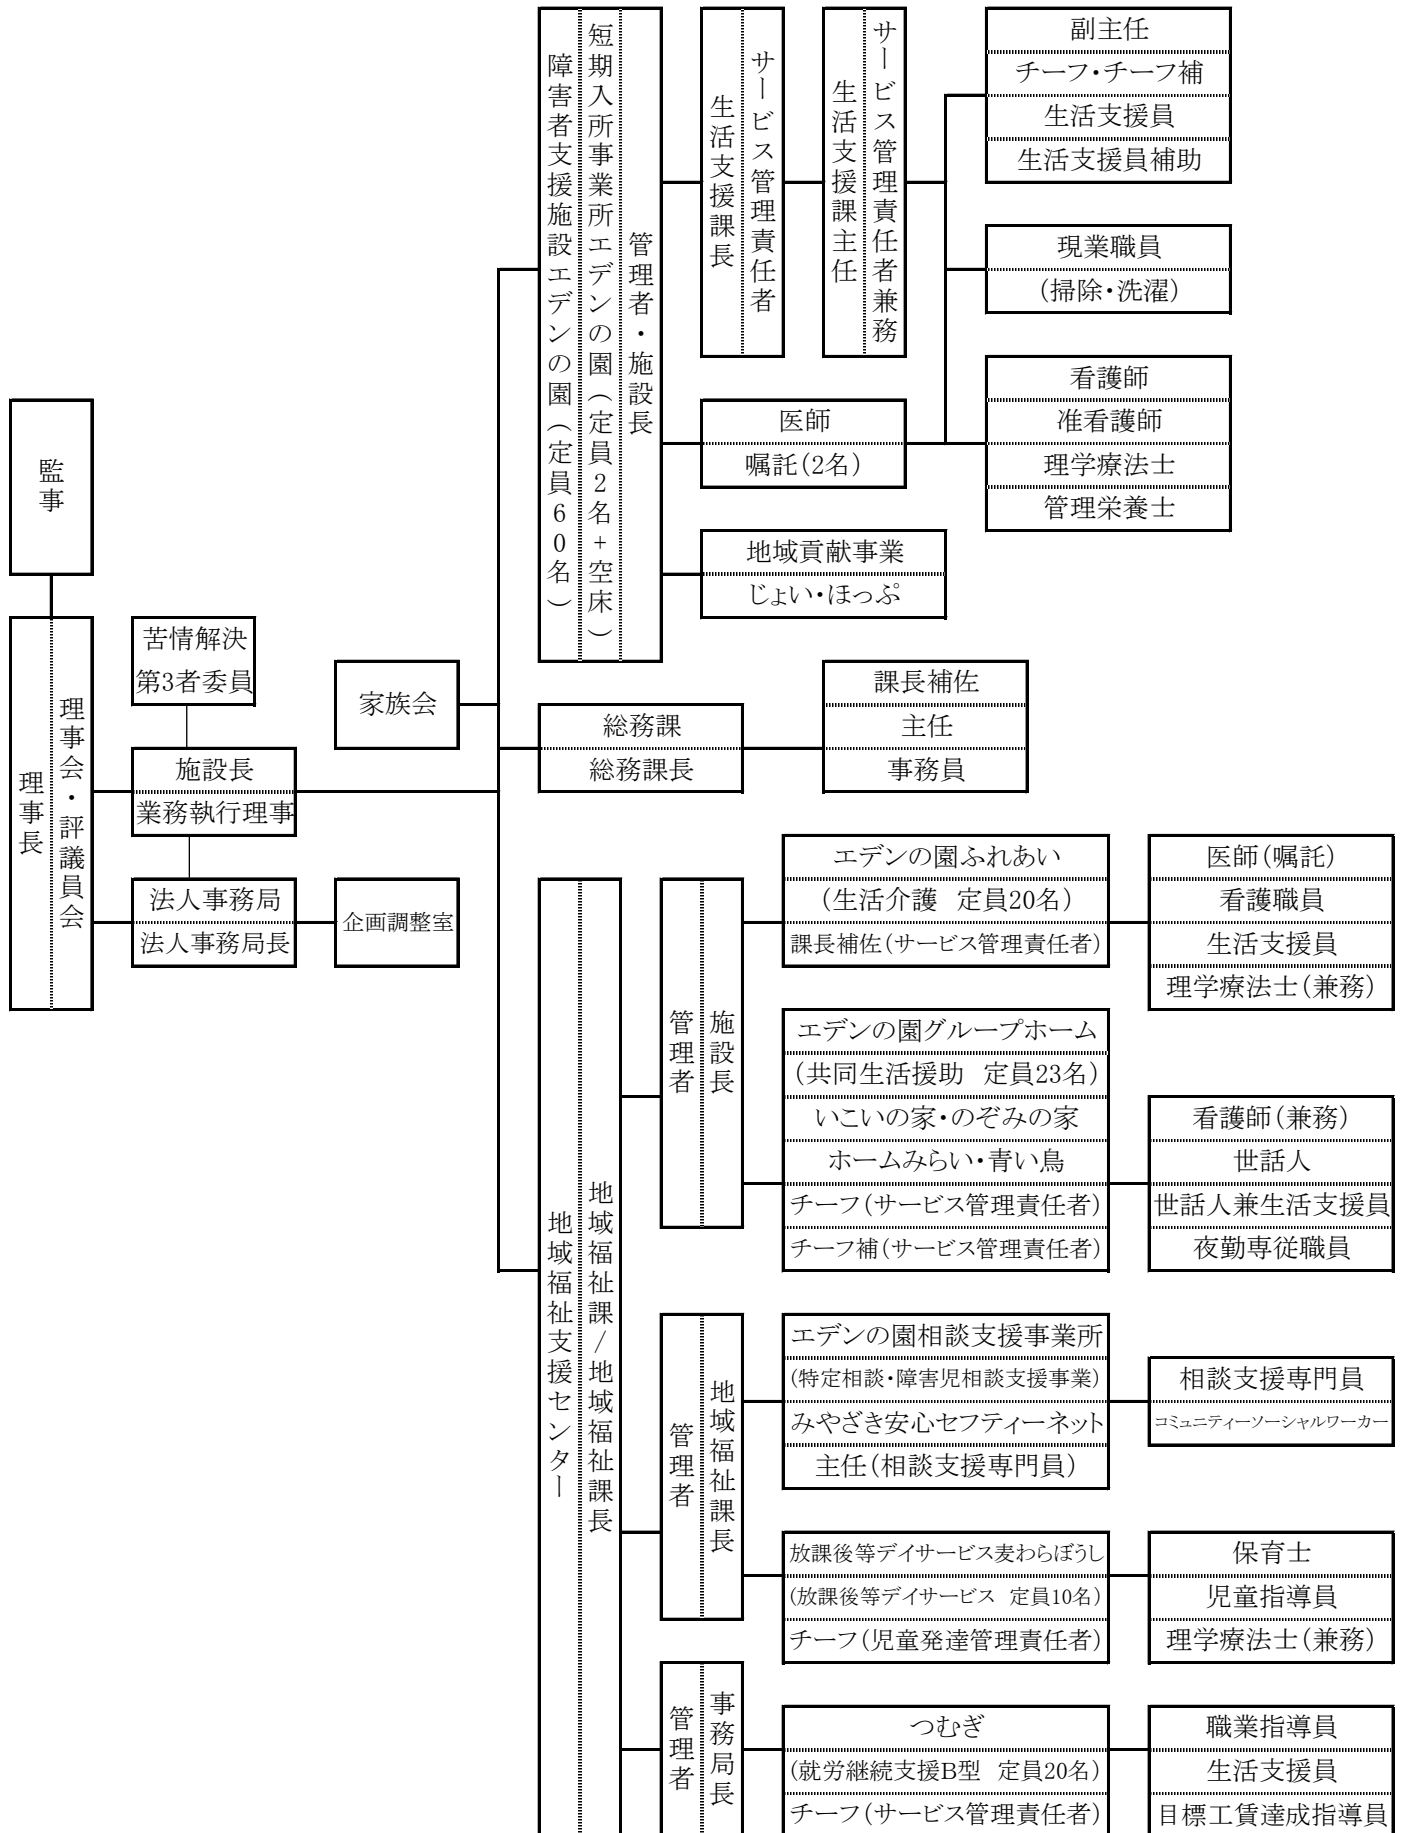 監事
理事会・評議員会
理事長
苦情解決
第3者委員
施設長
業務執行理事
法人事務局
法人事務局長
企画調整室
家族会
管理者・施設長
短期入所事業所エデンの園(定員2名+空床)
障害者支援施設エデンの園(定員60名)
サービス管理責任者
生活支援課長
サービス管理責任者兼務
生活支援課主任
副主任
チーフ・チーフ補
生活支援員
生活支援員補助
現業職員
(掃除・洗濯)
医師
嘱託(2名)
看護師
准看護師
理学療法士
管理栄養士
地域貢献事業
じょい・ほっぷ
総務課
総務課長
課長補佐
主任
事務員
地域福祉課/地域福祉課長
地域福祉支援センター
施設長
管理者
エデンの園ふれあい
(生活介護 定員20名)
課長補佐(サービス管理責任者)
医師(嘱託)
看護職員
生活支援員
理学療法士(兼務)
エデンの園グループホーム
(共同生活援助 定員23名)
いこいの家・のぞみの家
ホームみらい・青い鳥
チーフ(サービス管理責任者)
チーフ補(サービス管理責任者)
看護師(兼務)
世話人
世話人兼生活支援員
夜勤専従職員
地域福祉課長
管理者
エデンの園相談支援事業所
(特定相談・障害児相談支援事業)
みやざき安心セフティーネット
主任(相談支援専門員)
相談支援専門員
コミュニティーソーシャルワーカー
放課後等デイサービス麦わらぼうし
(放課後等デイサービス 定員10名)
チーフ(児童発達管理責任者)
保育士
児童指導員
理学療法士(兼務)
事務局長
管理者
つむぎ
(就労継続支援B型 定員20名)
チーフ(サービス管理責任者)
職業指導員
生活支援員
目標工賃達成指導員